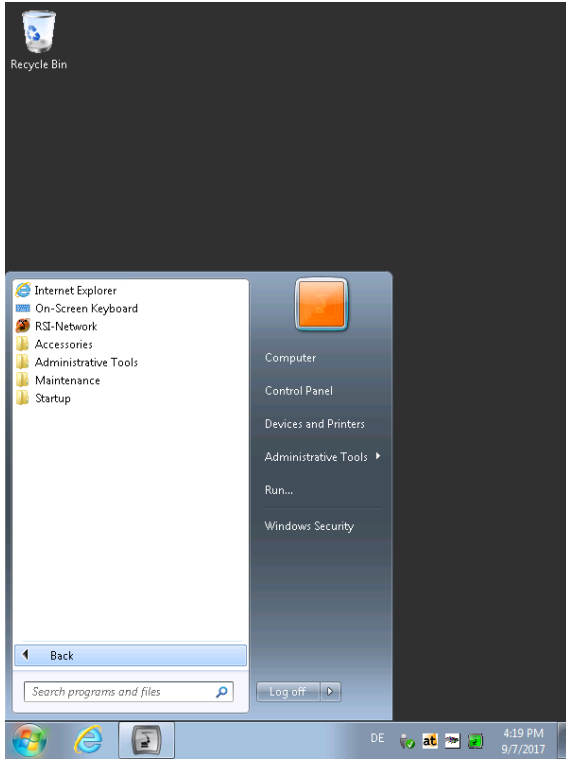 Recycle Bin
Internet Explorer
On-Screen Keyboard
RSI-Network
Accessories
Administrative Tools
Maintenance
Startup
Back
Search programs and files
Computer
Control Panel
Devices and Printers
Administrative Tools
Run...
Windows Security
Log off
DE
at
4:19 PM
9/7/2017